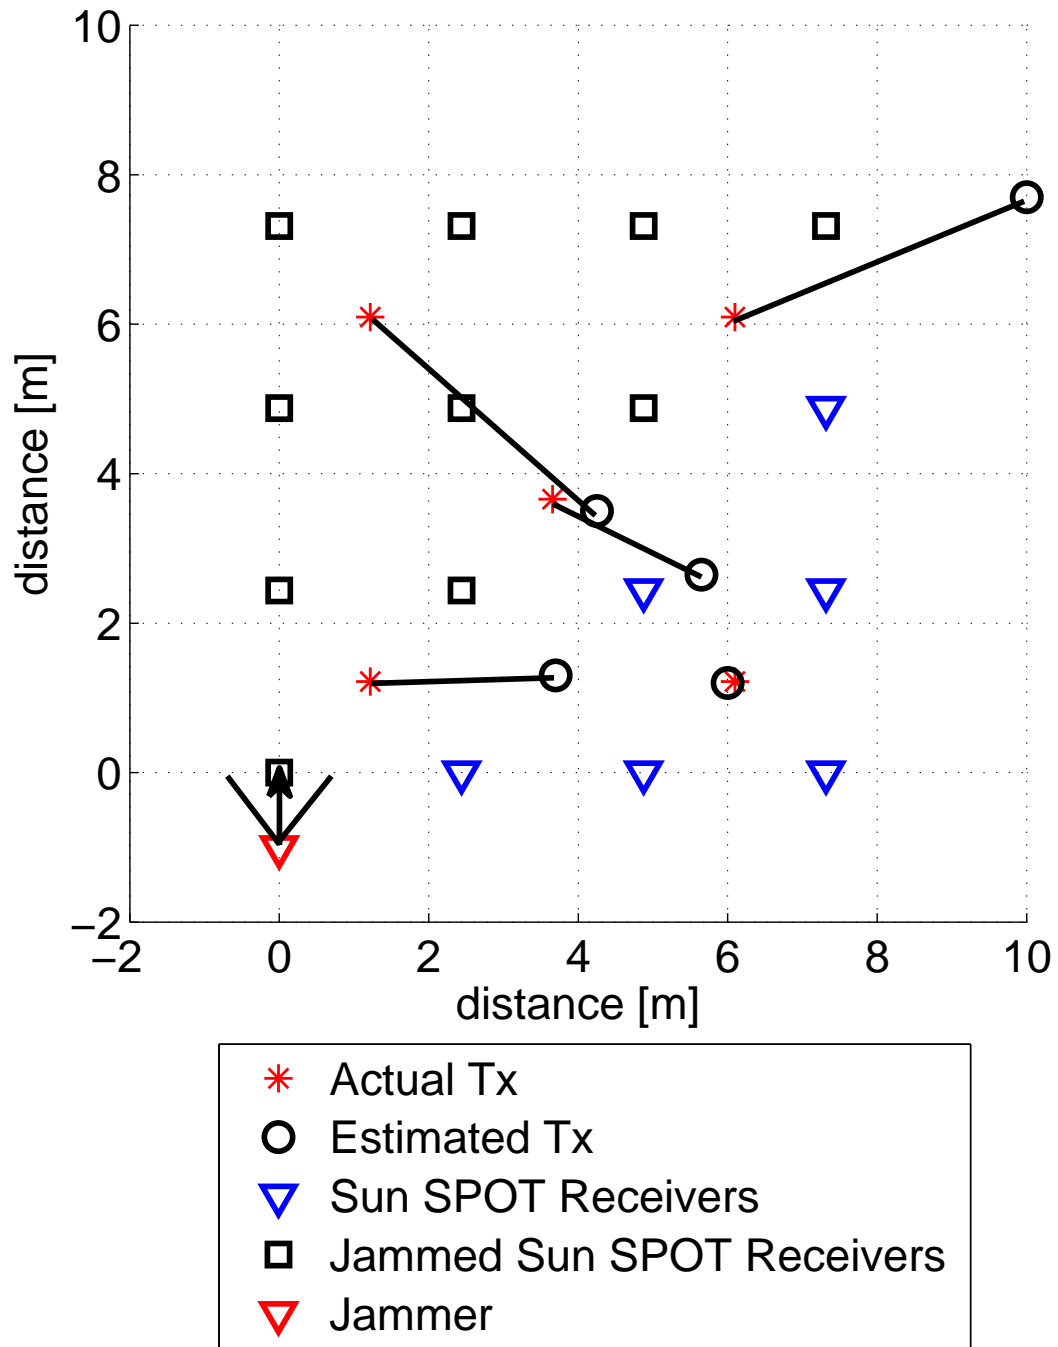 10
8
6
4
2
0
−2
distance [m]
−2 0 2 4 6 8 10
distance [m]
Actual Tx
Estimated Tx
Sun SPOT Receivers
Jammed Sun SPOT Receivers
Jammer